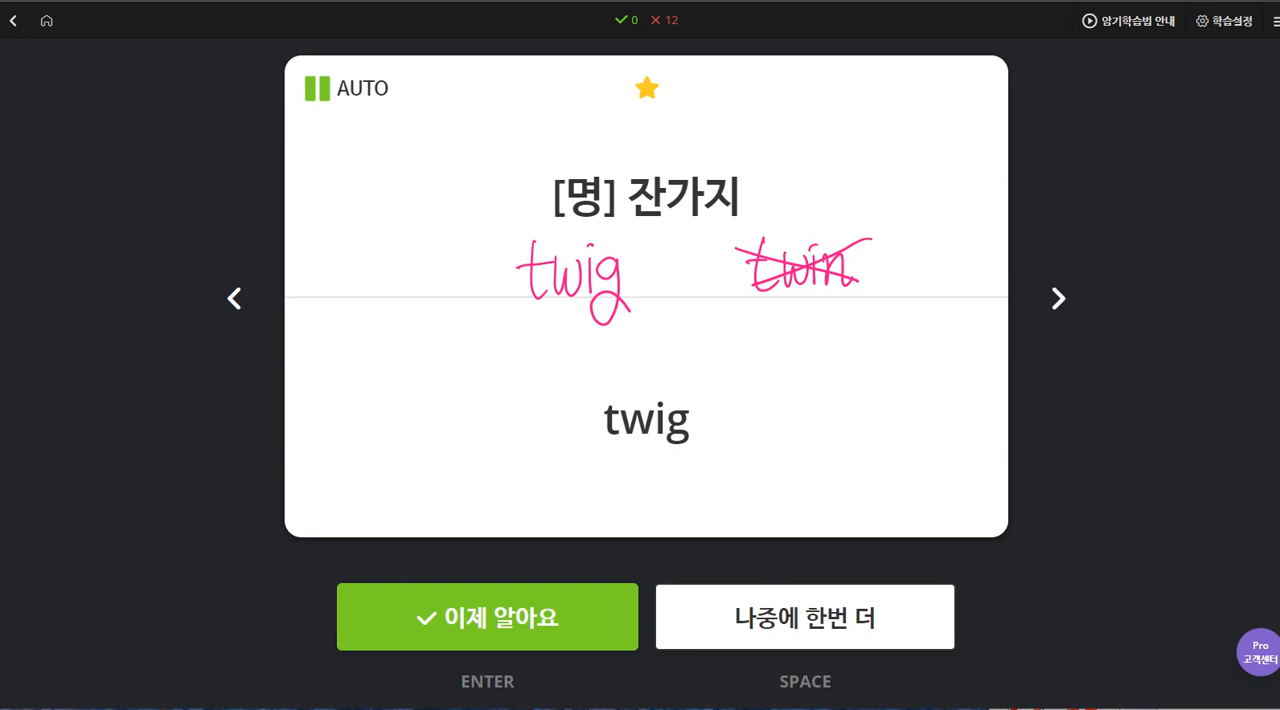 0 12 암기학습법 안내 학습설정
AUTO
[명] 잔가지
twig twin
twig
이제 알아요 나중에 한번 더
Pro
고객센터
ENTER SPACE